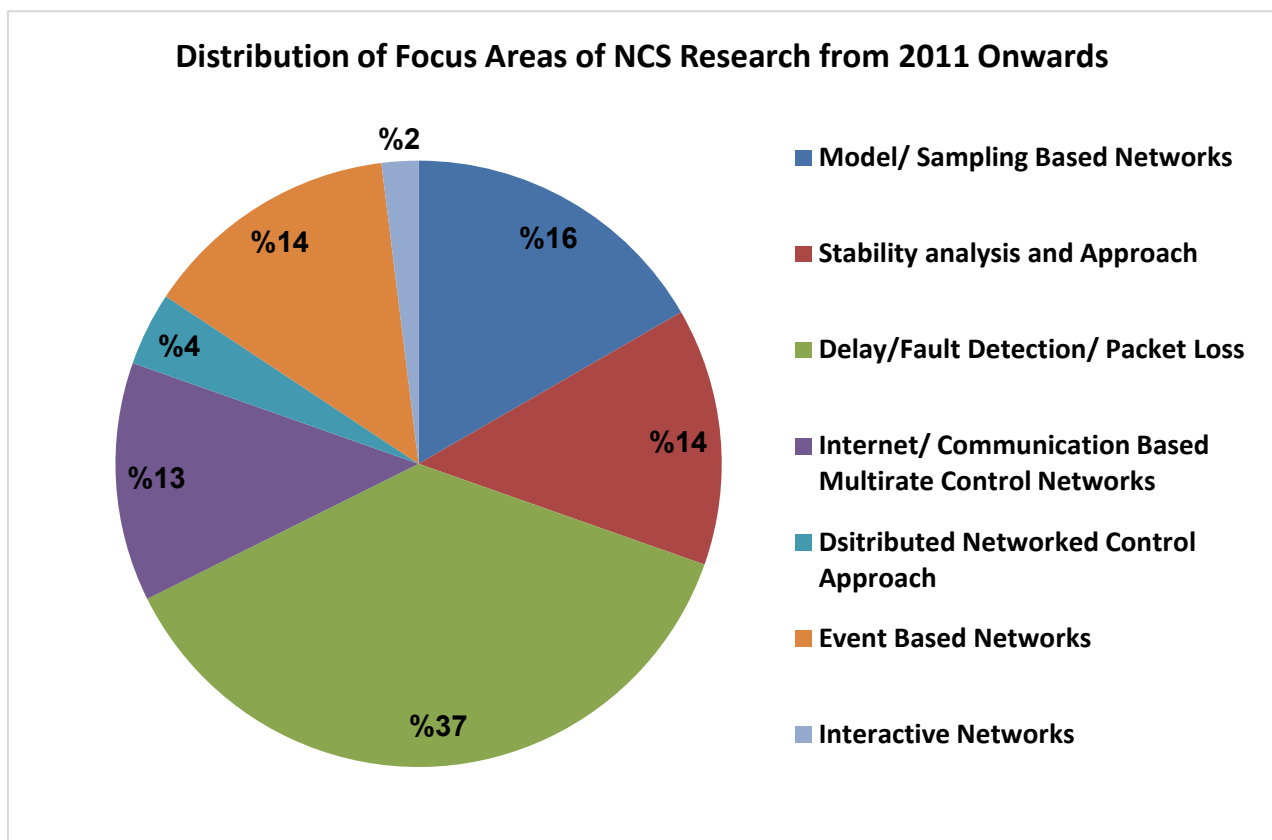 Distribution of Focus Areas of NCS Research from 2011 Onwards
%2
%16
%14
%14
%4
%13
%37
Model/ Sampling Based Networks
Stability analysis and Approach
Delay/Fault Detection/ Packet Loss
Internet/ Communication Based
Multirate Control Networks
Dsitributed Networked Control
Approach
Event Based Networks
Interactive Networks